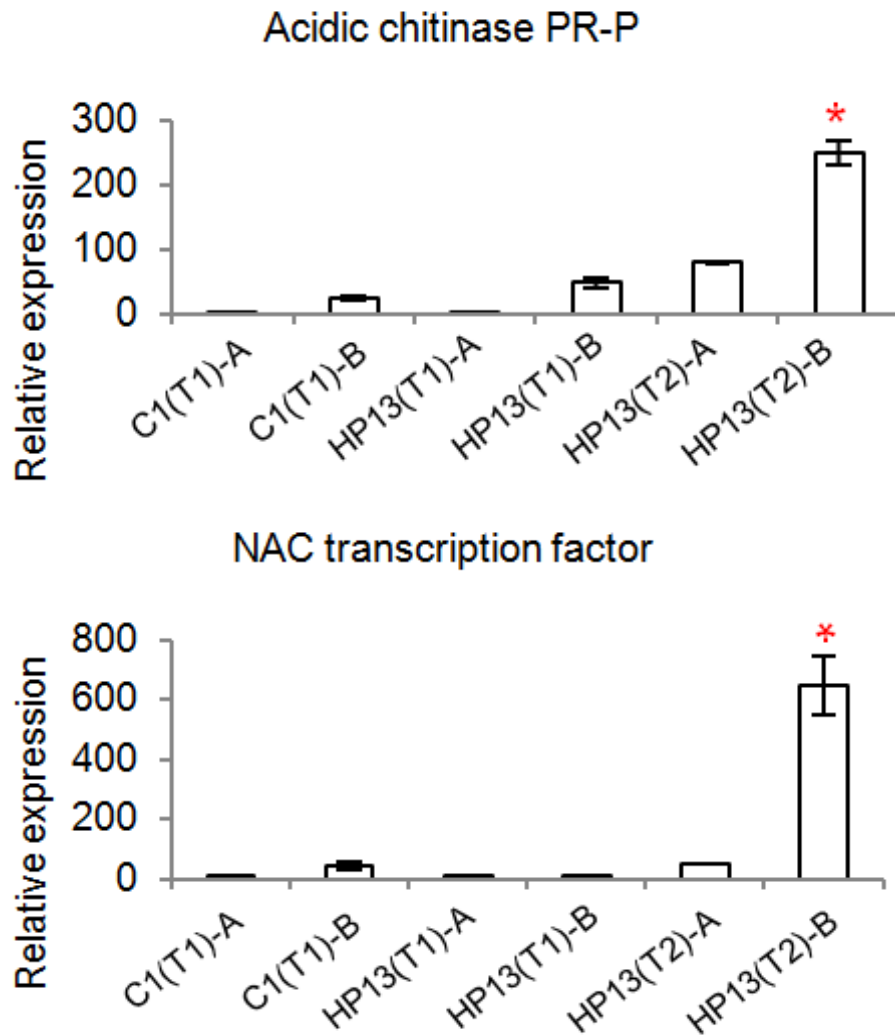 Acidic chitinase PR-P
Relative expression
300
*
200
100
0
C1(T1)-A
C1(T1)-B
HP13(T1)-A
HP13(T1)-B
HP13(T2)-A
HP13(T2)-B
NAC transcription factor
Relative expression
800
*
600
400
200
0
C1(T1)-A
C1(T1)-B
HP13(T1)-A
HP13(T1)-B
HP13(T2)-A
HP13(T2)-B